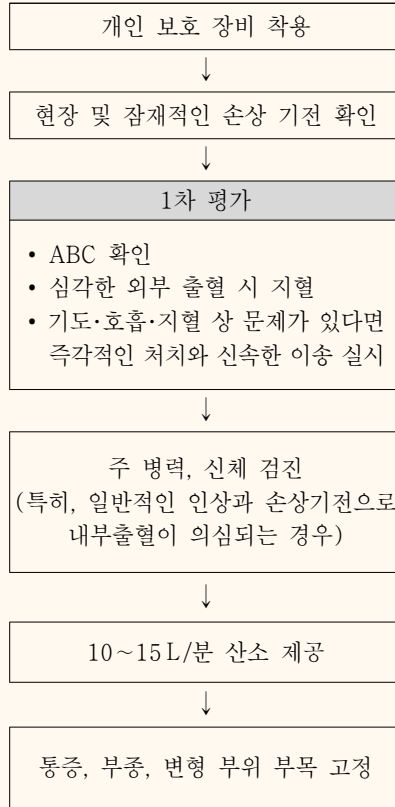 개인 보호 장비 착용
↓
현장 및 잠재적인 손상 기전 확인
↓
1차 평가
• ABC 확인
• 심각한 외부 출혈 시 지혈
• 기도·호흡·지혈 상 문제가 있다면
즉각적인 처치와 신속한 이송 실시
↓
주 병력, 신체 검진
(특히, 일반적인 인상과 손상기전으로
내부출혈이 의심되는 경우)
↓
10~15 L/분 산소 제공
↓
통증, 부종, 변형 부위 부목 고정